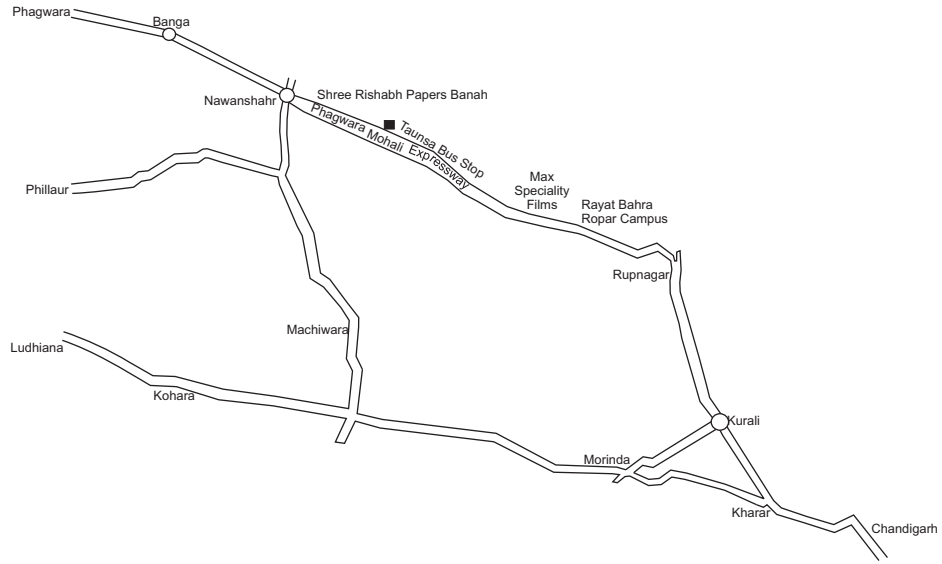 Phagwara
Banga
Nawanshahr
Shree Rishabh Papers Banah
Phagwara Mohali Expressway
Taunsa Bus Stop
Max
Speciality
Films
Rayat Bahra
Ropar Campus
Phillaur
Rupnagar
Machiwara
Ludhiana
Kohara
Kurali
Morinda
Kharar
Chandigarh